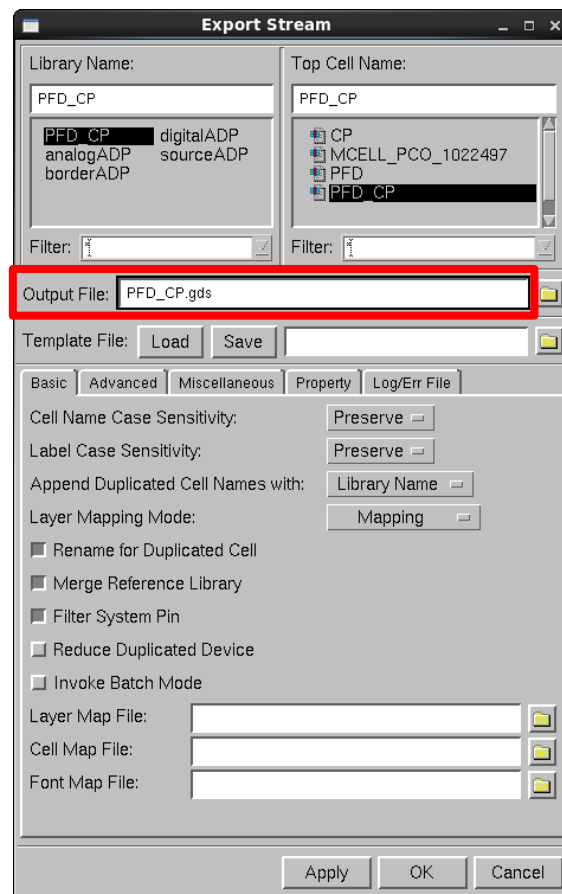 Export Stream
Library Name:
Top Cell Name:
PFD_CP
PFD_CP
PFD_CP digitalADP
analogADP sourceADP
borderADP
CP
MCELL_PCO_1022497
PFD
PFD_CP
Filter: *
Filter: *
Output File: PFD_CP.gds
Template File: Load Save
Basic Advanced Miscellaneous Property Log/Err File
Cell Name Case Sensitivity: Preserve
Label Case Sensitivity: Preserve
Append Duplicated Cell Names with: Library Name
Layer Mapping Mode: Mapping
Rename for Duplicated Cell
Merge Reference Library
Filter System Pin
Reduce Duplicated Device
Invoke Batch Mode
Layer Map File:
Cell Map File:
Font Map File:
Apply OK Cancel